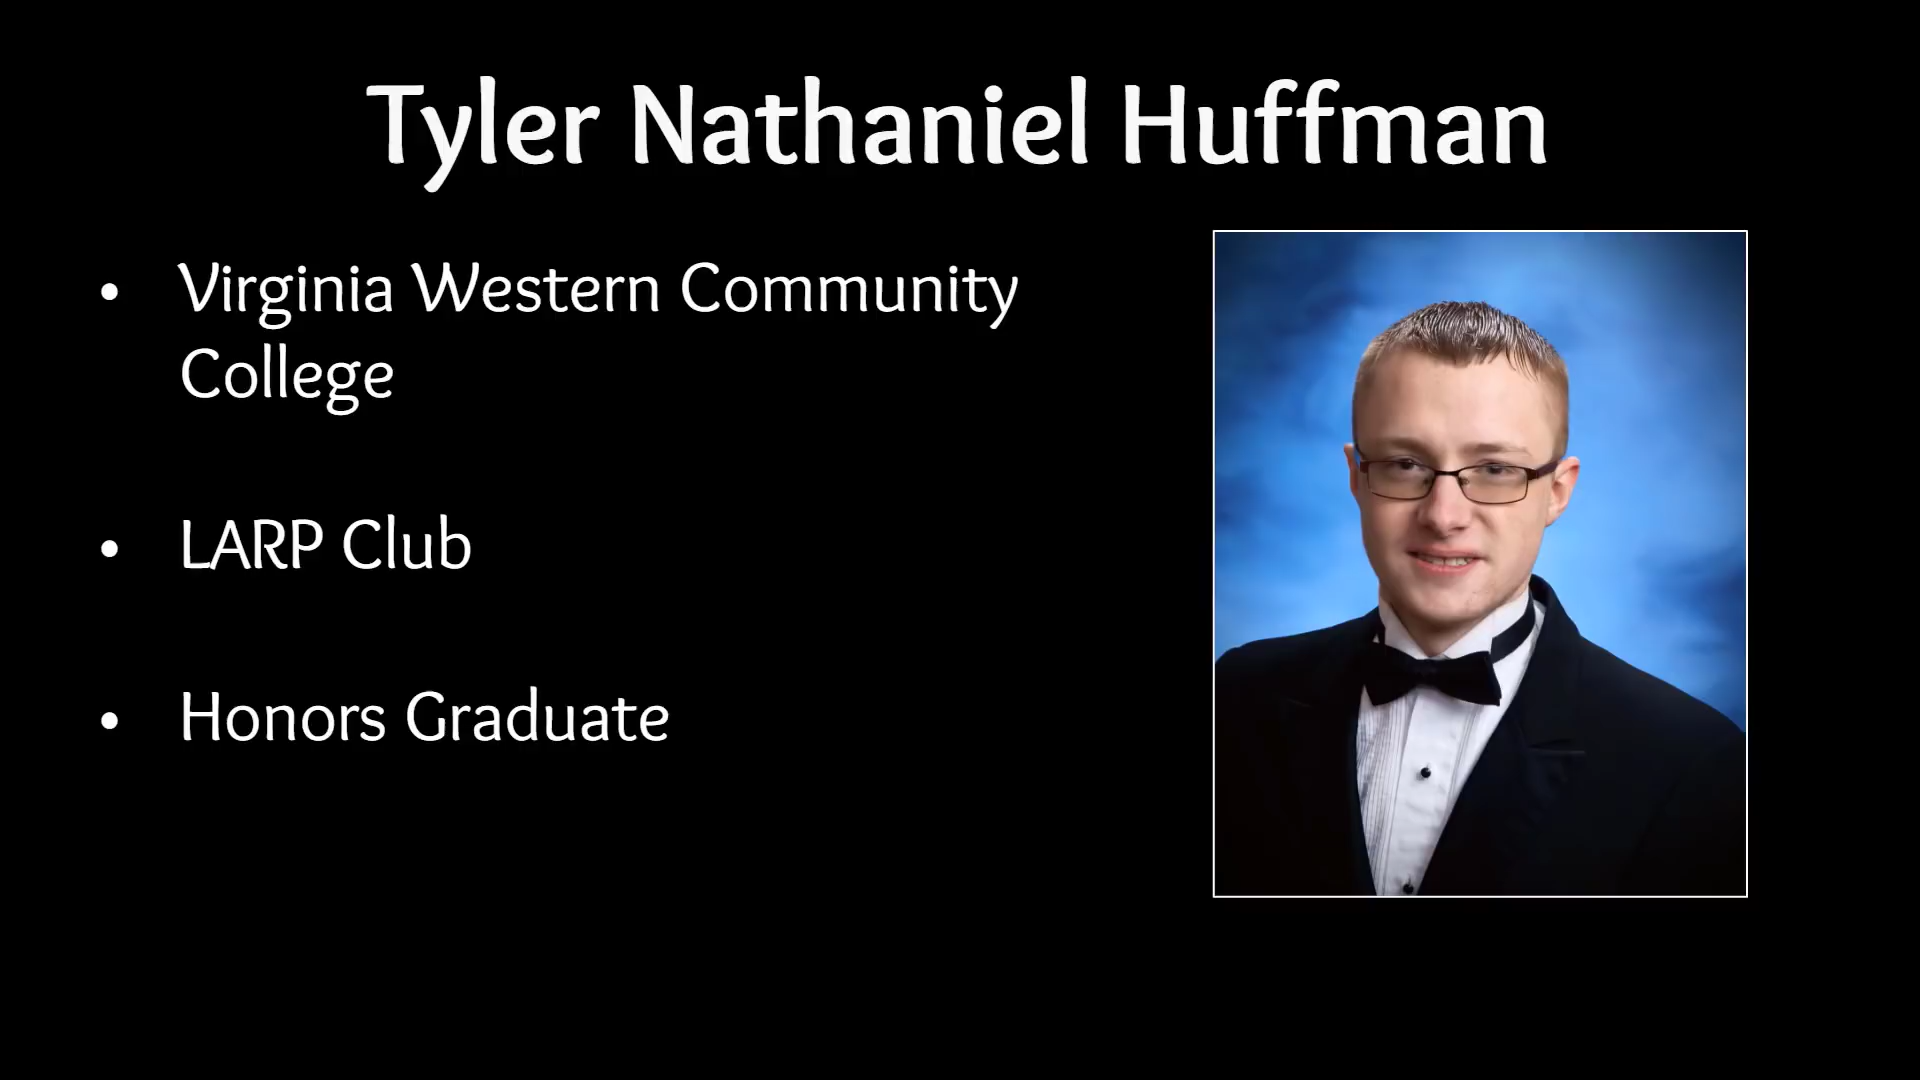 Tyler Nathaniel Huffman
• Virginia Western Community
College
• LARP Club
• Honors Graduate